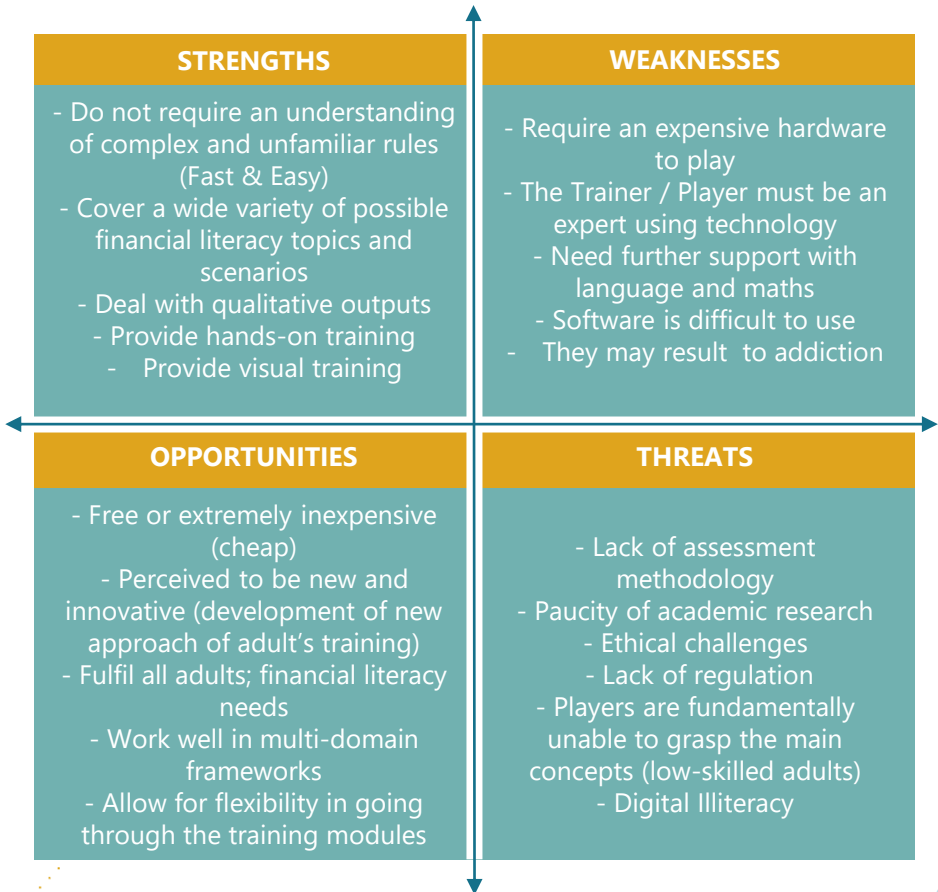 STRENGTHS
- Do not require an understanding
of complex and unfamiliar rules
(Fast & Easy)
- Cover a wide variety of possible
financial literacy topics and
scenarios
- Deal with qualitative outputs
- Provide hands-on training
- Provide visual training
WEAKNESSES
- Require an expensive hardware
to play
- The Trainer / Player must be an
expert using technology
- Need further support with
language and maths
- Software is difficult to use
- They may result to addiction
OPPORTUNITIES
- Free or extremely inexpensive
(cheap)
- Perceived to be new and
innovative (development of new
approach of adult’s training)
- Fulfil all adults; financial literacy
needs
- Work well in multi-domain
frameworks
- Allow for flexibility in going
through the training modules
THREATS
- Lack of assessment
methodology
- Paucity of academic research
- Ethical challenges
- Lack of regulation
- Players are fundamentally
unable to grasp the main
concepts (low-skilled adults)
- Digital Illiteracy